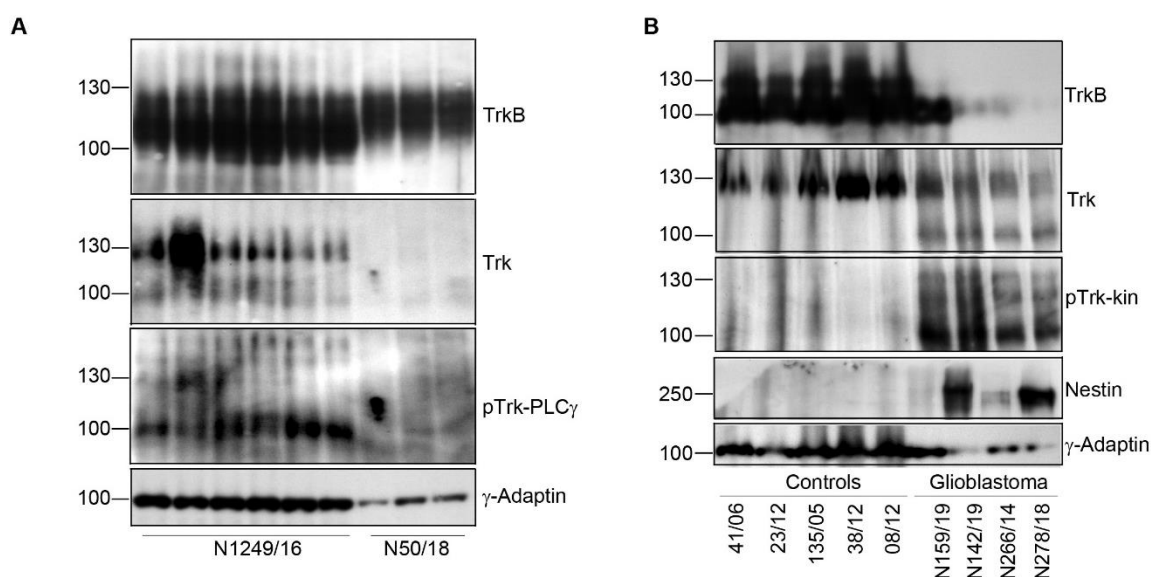 A
130
100
TrkB
130
100
Trk
130
100
pTrk-PLCγ
100
γ-Adaptin
N1249/16
N50/18
B
130
100
TrkB
130
100
Trk
130
100
pTrk-kin
250
Nestin
100
γ-Adaptin
Controls
Glioblastoma
41/06
23/12
135/05
38/12
08/12
N159/19
N142/19
N266/14
N278/18